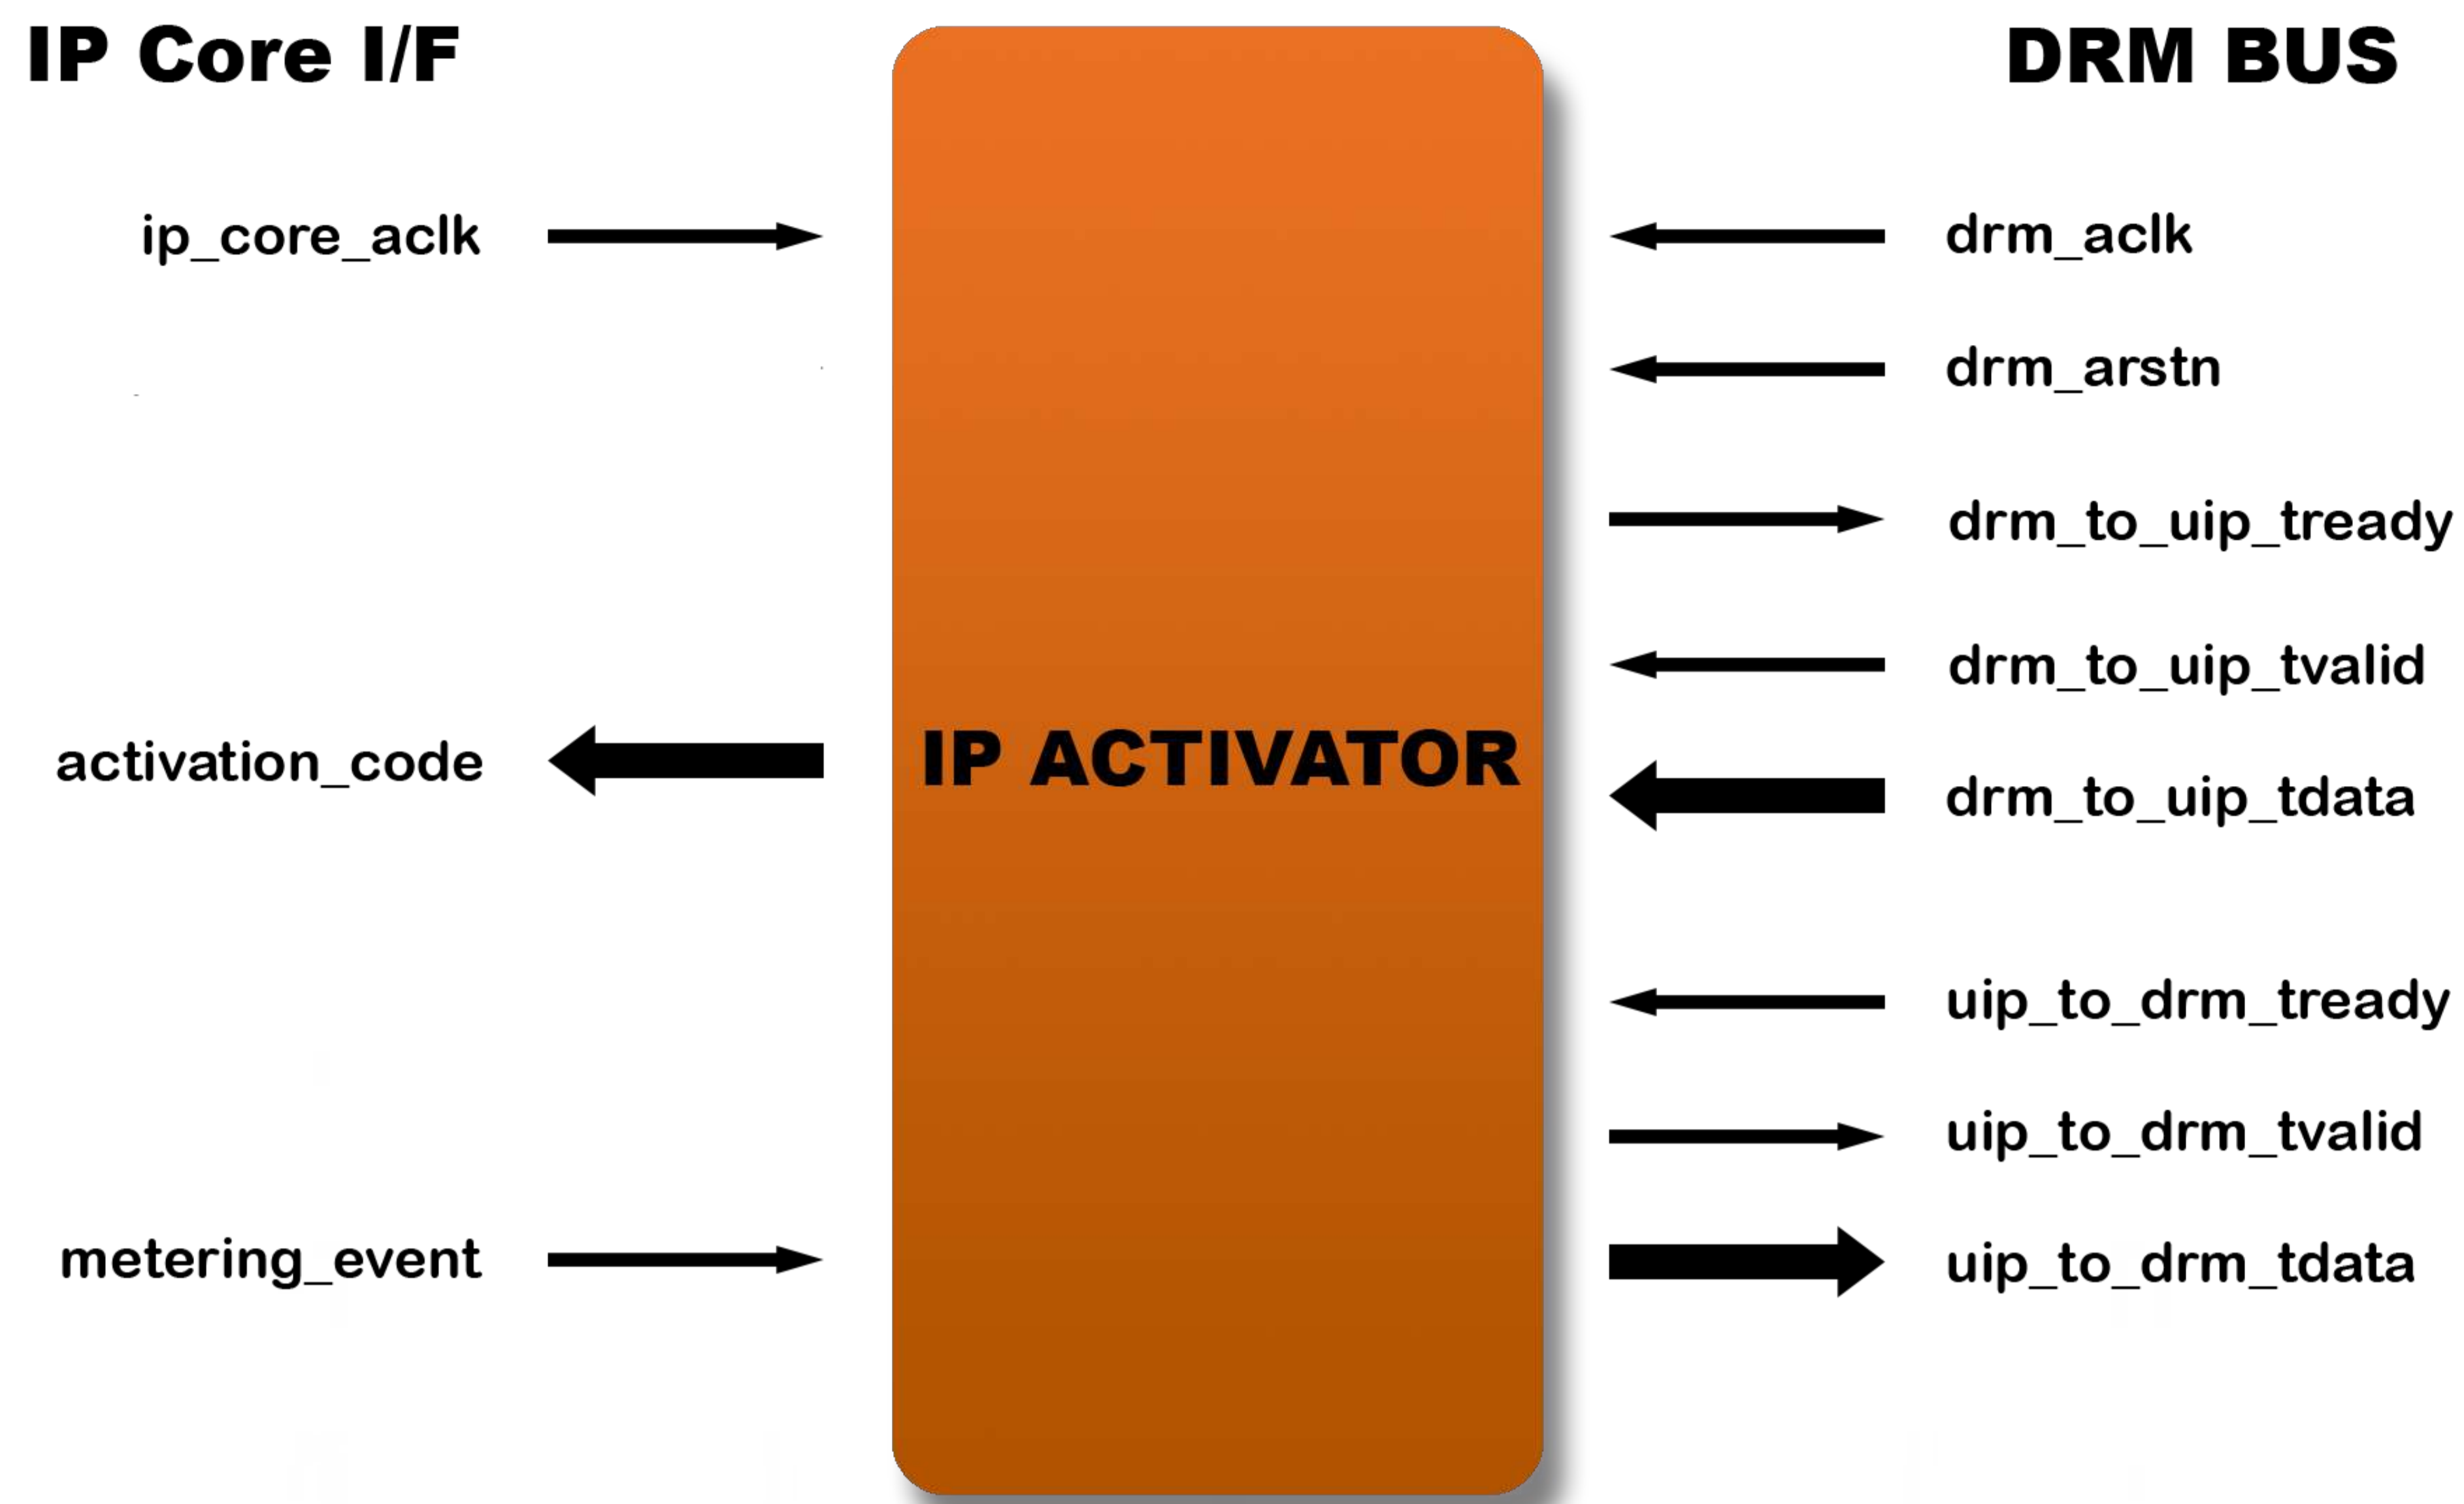 IP Core I/F
DRM BUS
ip_core_aclk
drm_aclk
drm_arstn
drm_to_uip_tready
drm_to_uip_tvalid
activation_code
IP ACTIVATOR
drm_to_uip_tdata
uip_to_drm_tready
uip_to_drm_tvalid
metering_event
uip_to_drm_tdata